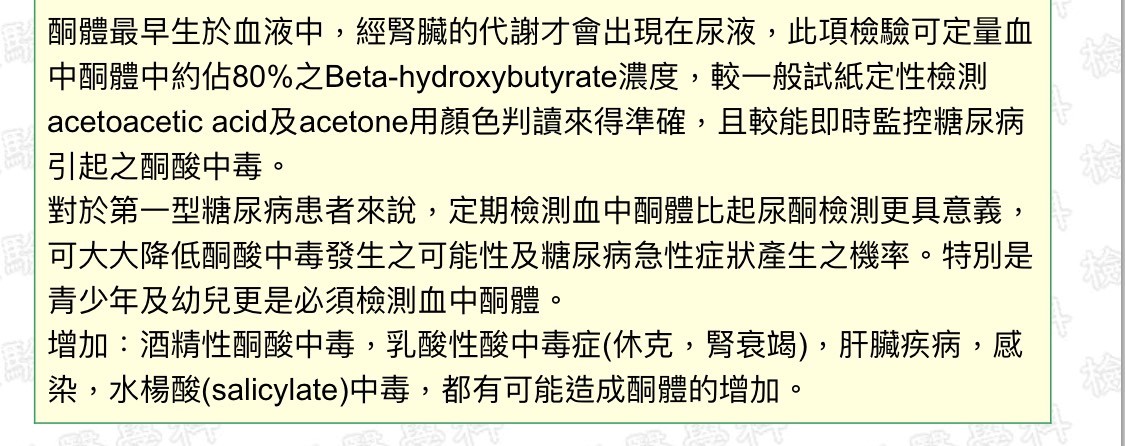 酮體最早生於血液中，經腎臟的代謝才會出現在尿液，此項檢驗可定量血
中酮體中約佔80%之Beta-hydroxybutyrate濃度，較一般試紙定性檢測
acetoacetic acid及acetone用顏色判讀來得準確，且較能即時監控糖尿病
引起之酮酸中毒。
對於第一型糖尿病患者來說，定期檢測血中酮體比起尿酮檢測更具意義，
可大大降低酮酸中毒發生之可能性及糖尿病急性症狀產生之機率。特別是
青少年及幼兒更是必須檢測血中酮體。
增加：酒精性酮酸中毒，乳酸性酸中毒症(休克，腎衰竭)，肝臟疾病，感
染，水楊酸(salicylate)中毒，都有可能造成酮體的增加。